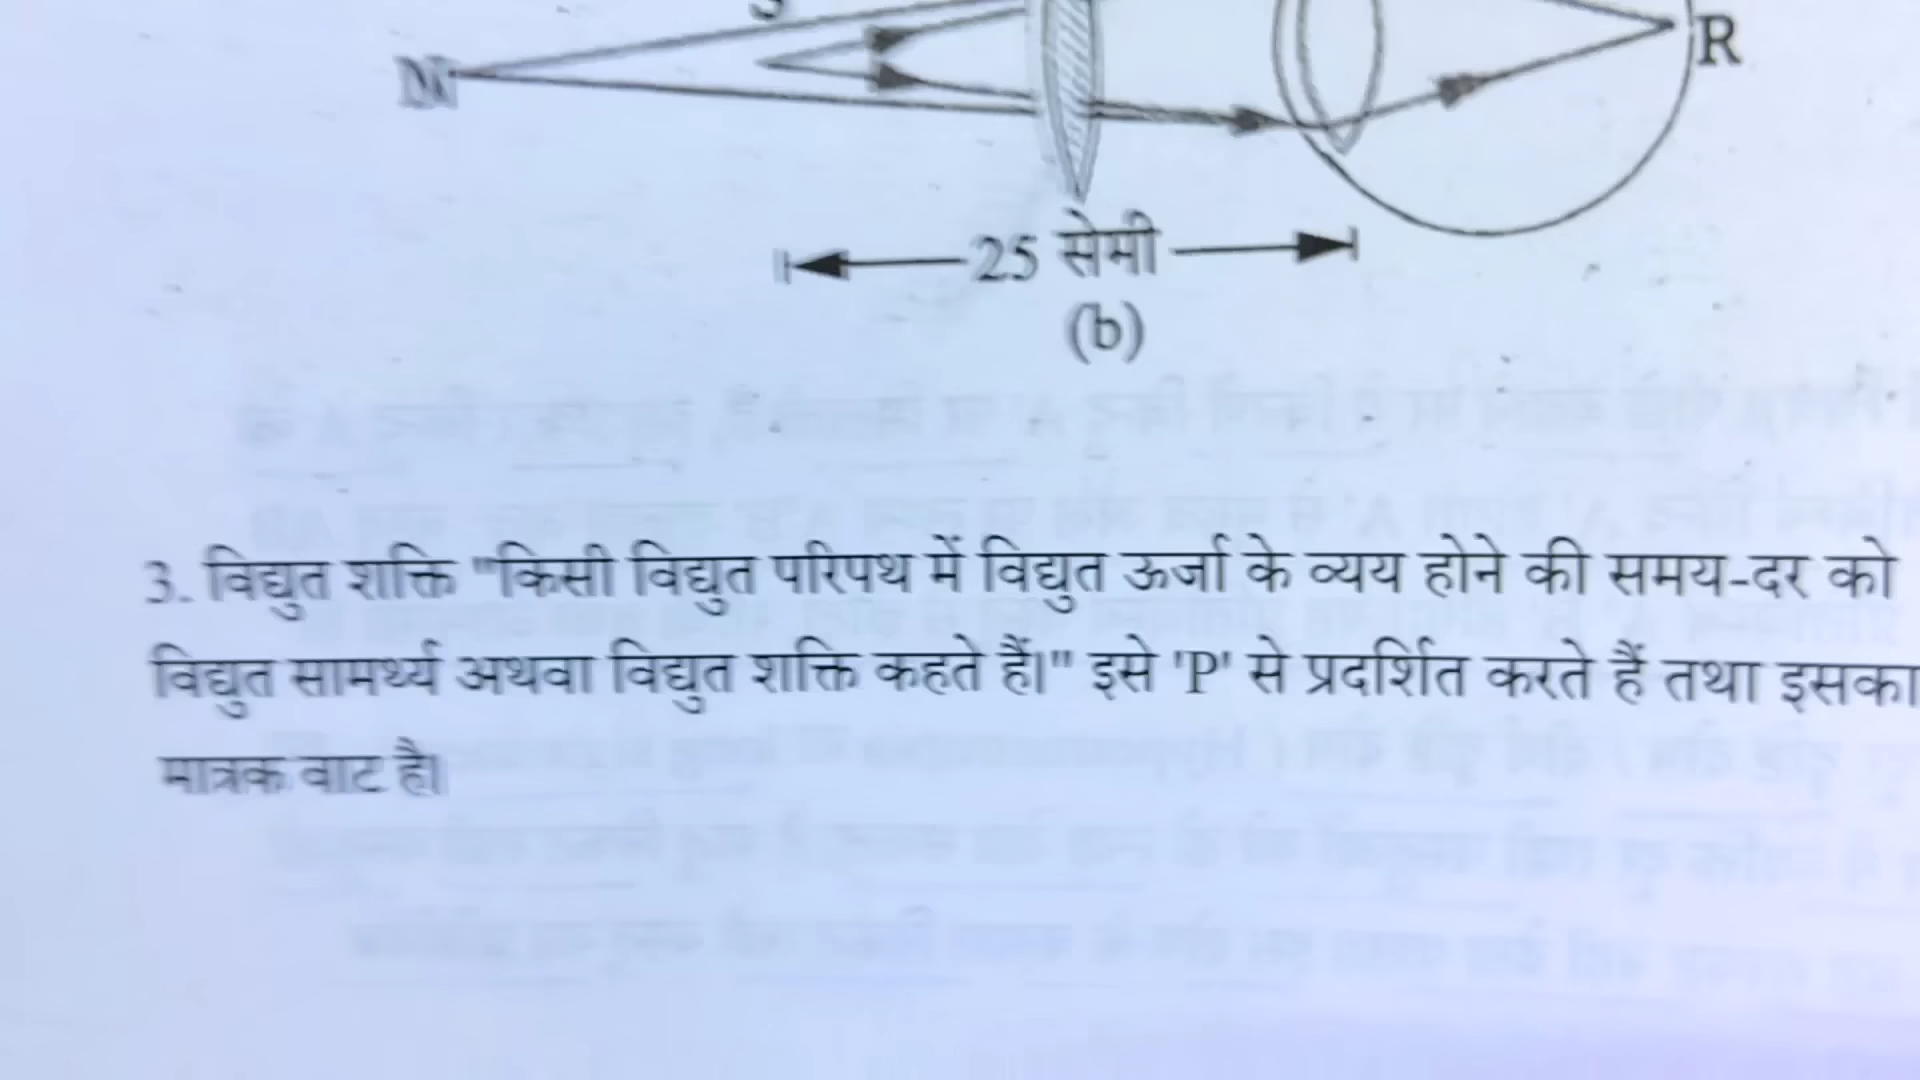 N
R
25 सेमी
(b)
3. विद्युत शक्ति "किसी विद्युत परिपथ में विद्युत ऊर्जा के व्यय होने की समय-दर को
विद्युत सामर्थ्य अथवा विद्युत शक्ति कहते हैं।" इसे 'P' से प्रदर्शित करते हैं तथा इसका
मात्रक वाट है।